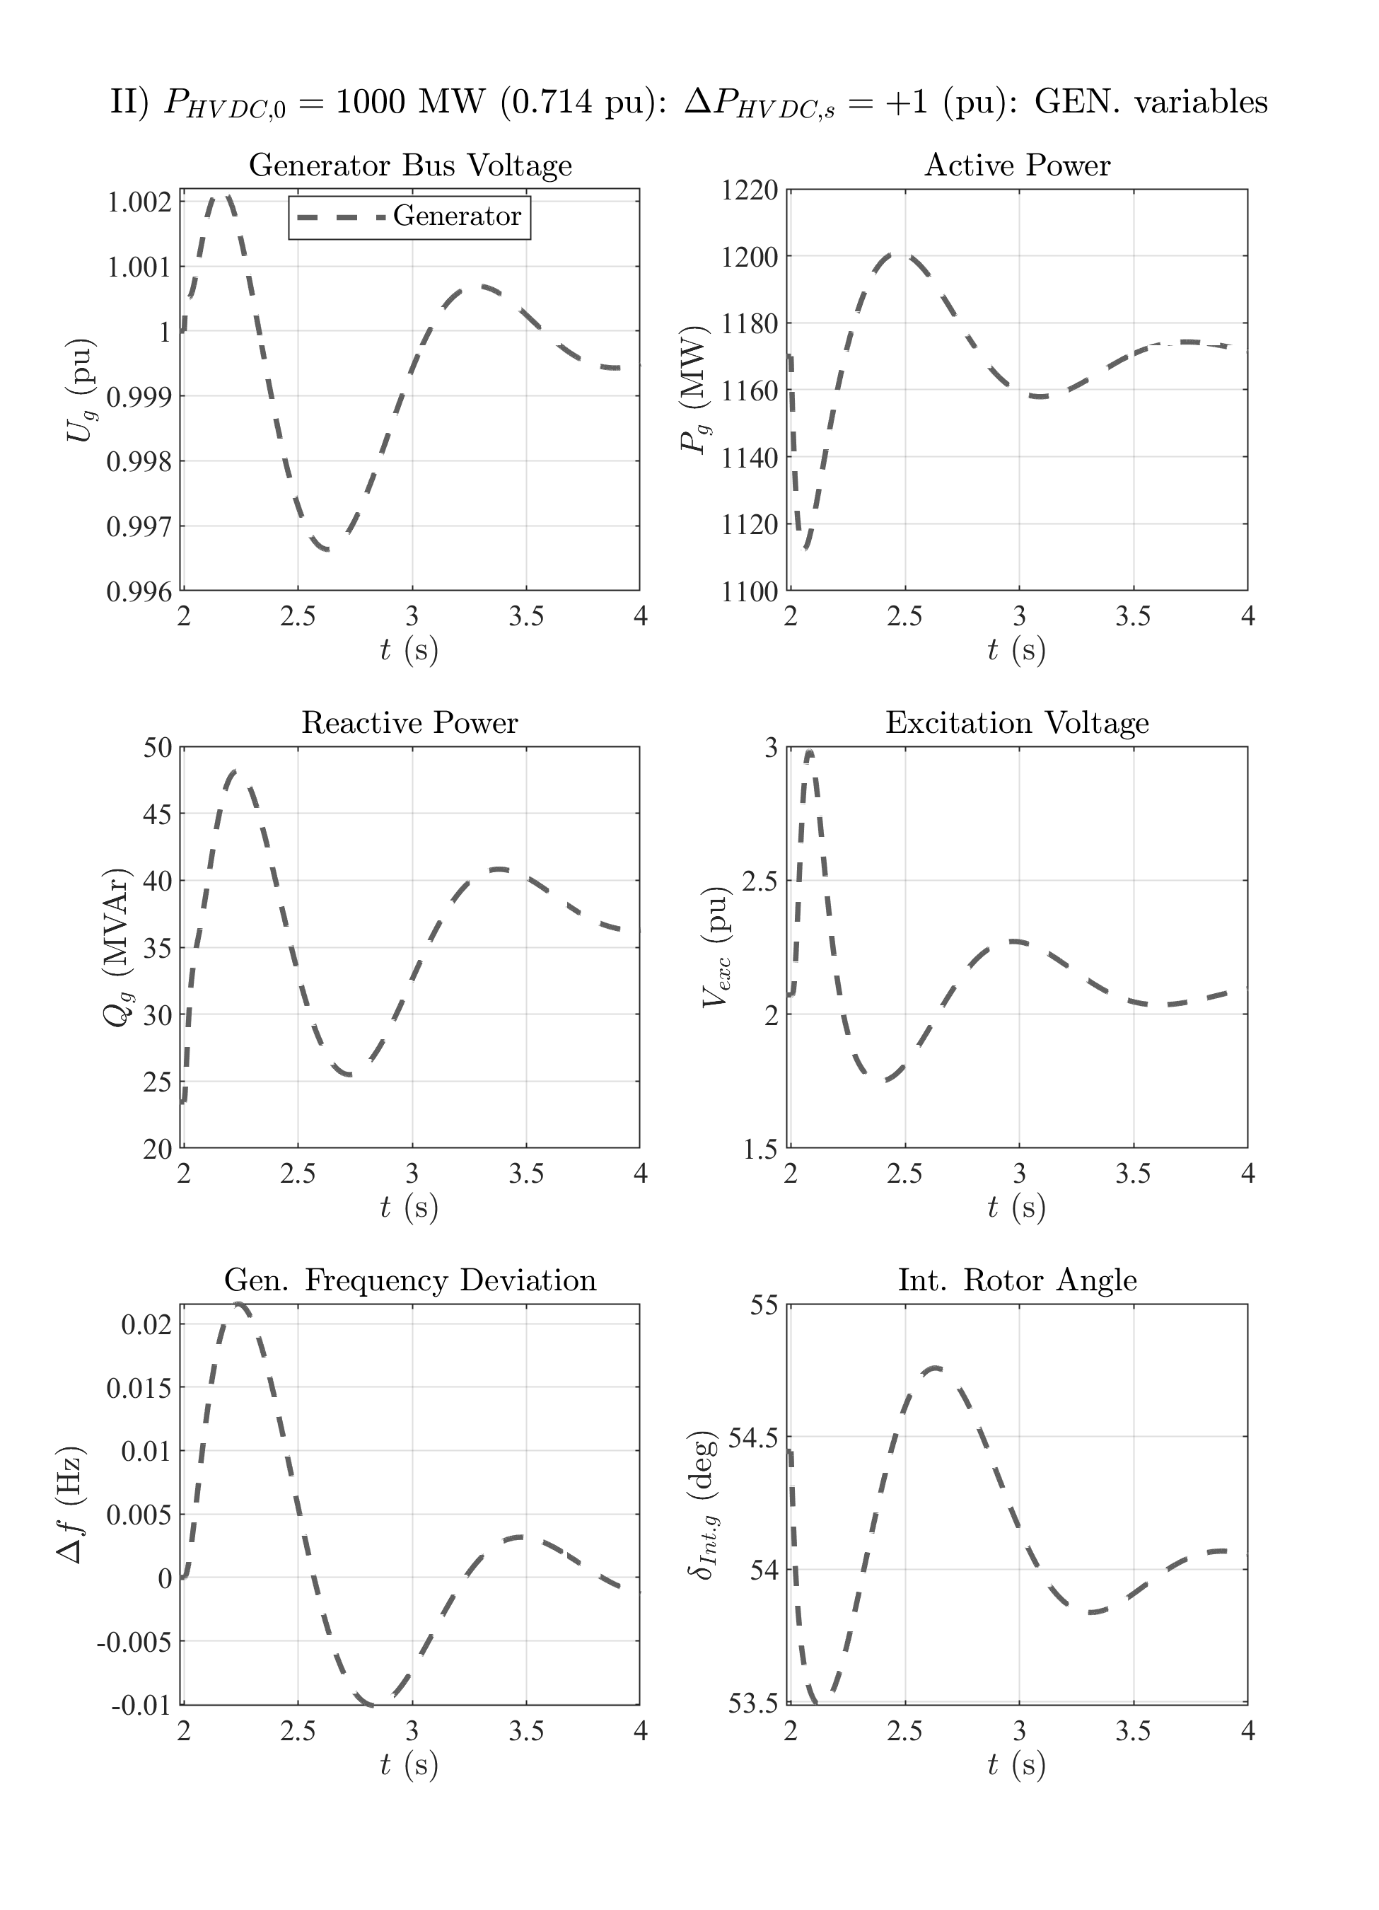 II) P_{HVDC,0} = 1000 MW (0.714 pu): ΔP_{HVDC,s} = +1 (pu): GEN. variables
Generator Bus Voltage
Generator
1.002
1.001
1
0.999
0.998
0.997
0.996
U_g (pu)
2 2.5 3 3.5 4
t (s)
Active Power
1220
1200
1180
1160
1140
1120
1100
P_g (MW)
2 2.5 3 3.5 4
t (s)
Reactive Power
50
45
40
35
30
25
20
Q_g (MVAr)
2 2.5 3 3.5 4
t (s)
Excitation Voltage
3
2.5
2
1.5
V_{exc} (pu)
2 2.5 3 3.5 4
t (s)
Gen. Frequency Deviation
0.02
0.015
0.01
0.005
0
-0.005
-0.01
Δf (Hz)
2 2.5 3 3.5 4
t (s)
Int. Rotor Angle
55
54.5
54
53.5
δ_{Int.g} (deg)
2 2.5 3 3.5 4
t (s)